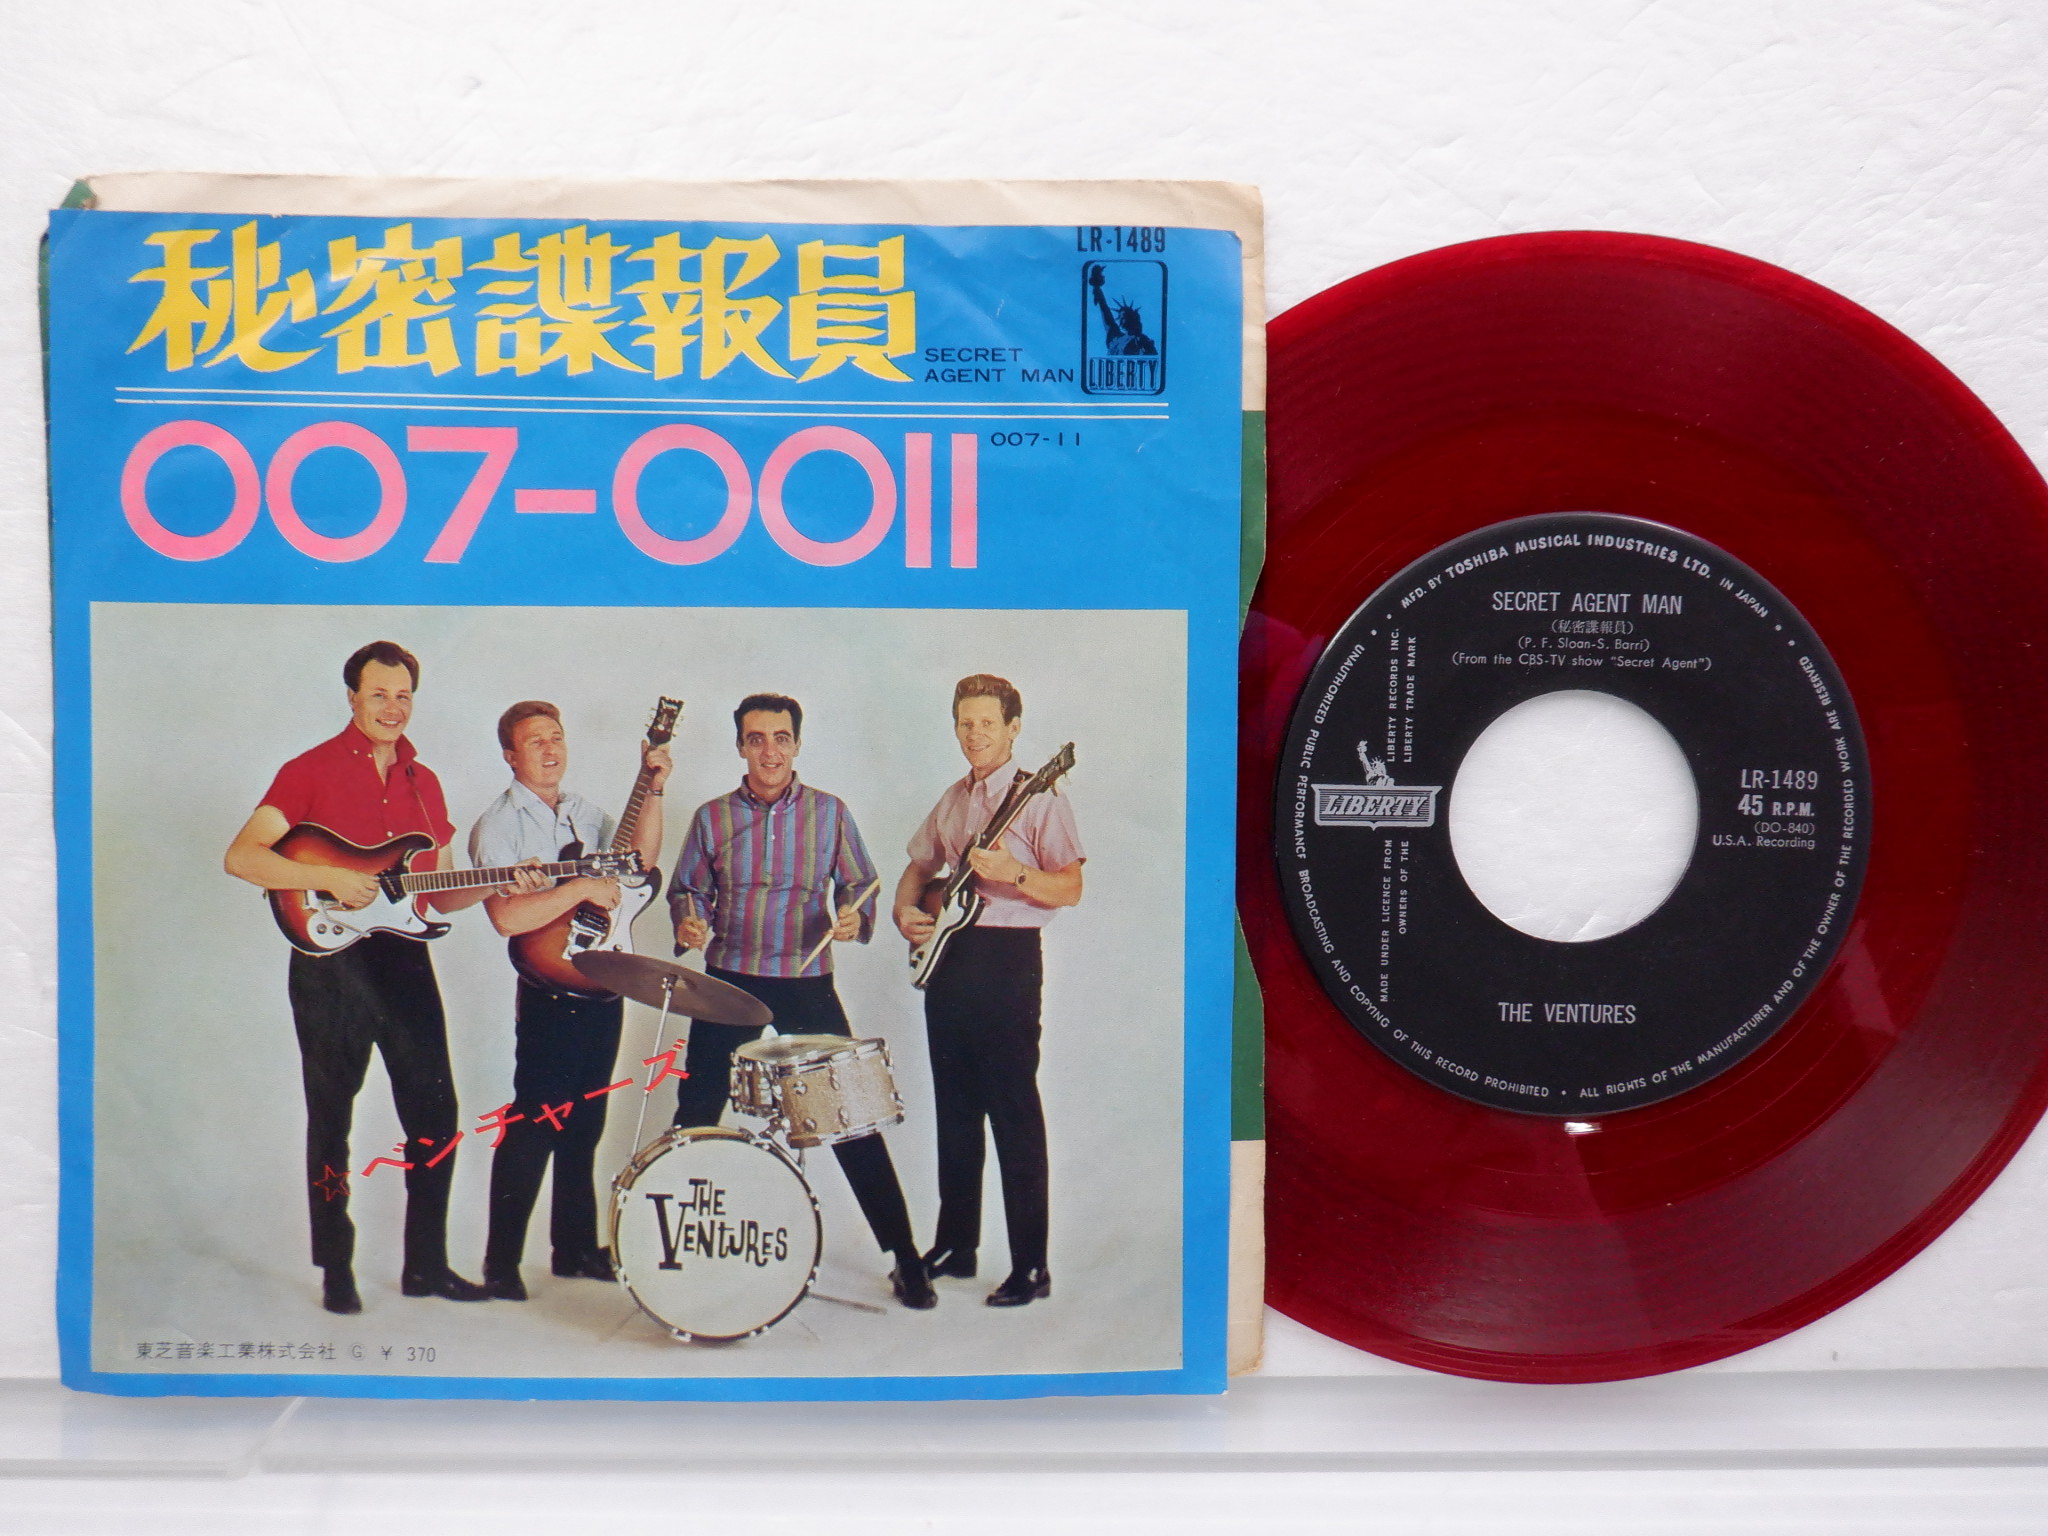 秘密諜報員
SECRET
AGENT MAN
LR-1489
LIBERTY
007-0011
007-11
☆ベンチャーズ
THE
VENTURES
東芝音楽工業株式会社 Ⓖ ¥ 370
MFD. BY TOSHIBA MUSICAL INDUSTRIES LTD. IN JAPAN
SECRET AGENT MAN
(秘密諜報員)
(P. F. Sloan-S. Barri)
(From the CBS-TV show "Secret Agent")
LIBERTY RECORDS INC.
LIBERTY TRADE MARK
LIBERTY
MADE UNDER LICENCE FROM
OWNERS OF THE
LR-1489
45 R.P.M.
(DO-840)
U.S.A. Recording
THE VENTURES
UNAUTHORIZED PUBLIC PERFORMANCE BROADCASTING AND COPYING OF THIS RECORD PROHIBITED • ALL RIGHTS OF THE MANUFACTURER AND OF THE OWNER OF THE RECORDED WORK ARE RESERVED